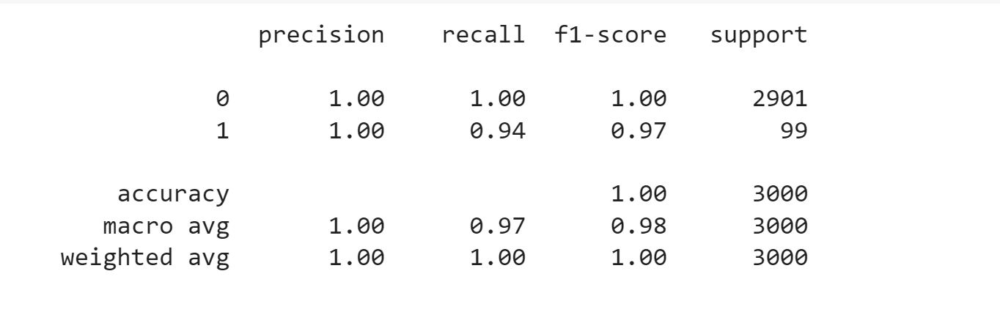 precision recall f1-score support
0 1.00 1.00 1.00 2901
1 1.00 0.94 0.97 99
accuracy 1.00 3000
macro avg 1.00 0.97 0.98 3000
weighted avg 1.00 1.00 1.00 3000